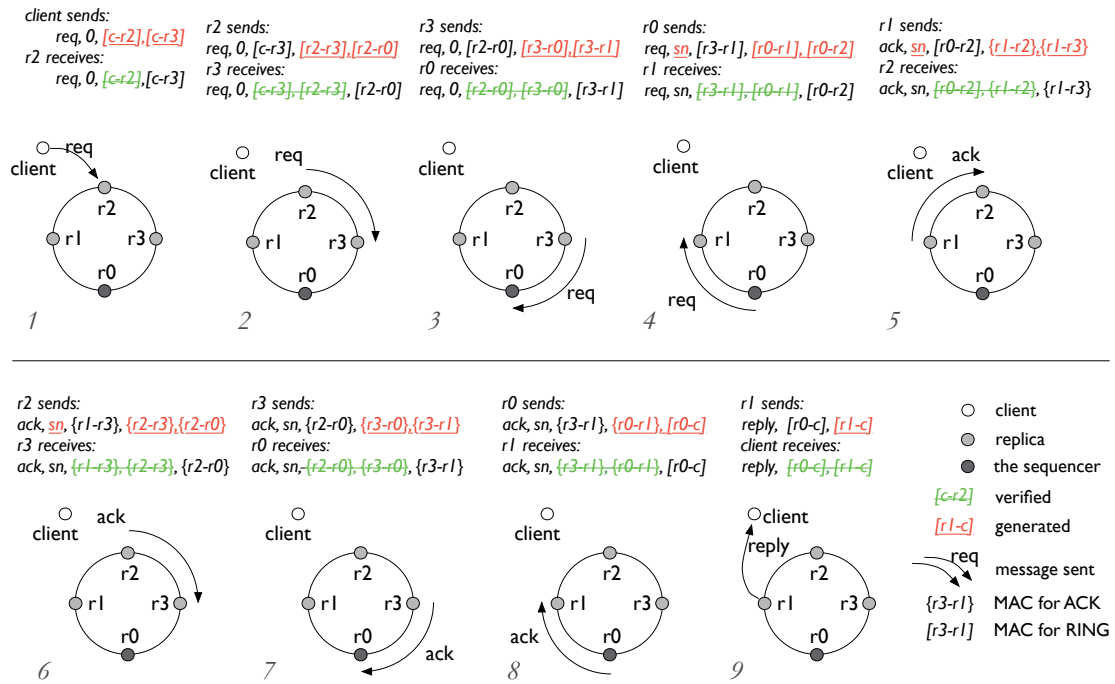 client sends:
req, 0, [c-r2],[c-r3]
r2 receives:
req, 0, [c-r2],[c-r3]
r2 sends:
req, 0, [c-r3], [r2-r3],[r2-r0]
r3 receives:
req, 0, [c-r3], [r2-r3], [r2-r0]
r3 sends:
req, 0, [r2-r0], [r3-r0],[r3-r1]
r0 receives:
req, 0, [r2-r0], [r3-r0], [r3-r1]
r0 sends:
req, sn, [r3-r1], [r0-r1], [r0-r2]
r1 receives:
req, sn, [r3-r1], [r0-r1], [r0-r2]
r1 sends:
ack, sn, [r0-r2], {r1-r2},{r1-r3}
r2 receives:
ack, sn, [r0-r2], {r1-r2}, {r1-r3}
client
req
r2
r1
r3
r0
1
client
req
r2
r1
r3
r0
2
client
r2
r1
r3
r0
req
3
client
r2
r1
r3
r0
req
4
client
ack
r2
r1
r3
r0
5
r2 sends:
ack, sn, {r1-r3}, {r2-r3},{r2-r0}
r3 receives:
ack, sn, {r1-r3}, {r2-r3}, {r2-r0}
r3 sends:
ack, sn, {r2-r0}, {r3-r0},{r3-r1}
r0 receives:
ack, sn, {r2-r0}, {r3-r0}, {r3-r1}
r0 sends:
ack, sn, {r3-r1}, {r0-r1}, [r0-c]
r1 receives:
ack, sn, {r3-r1}, {r0-r1}, [r0-c]
r1 sends:
reply, [r0-c], [r1-c]
client receives:
reply, [r0-c], [r1-c]
client
ack
r2
r1
r3
r0
6
client
r2
r1
r3
r0
ack
7
client
r2
r1
r3
r0
ack
8
client
reply
r2
r1
r3
r0
9
client
replica
the sequencer
[c-r2] verified
[r1-c] generated
req message sent
{r3-r1} MAC for ACK
[r3-r1] MAC for RING